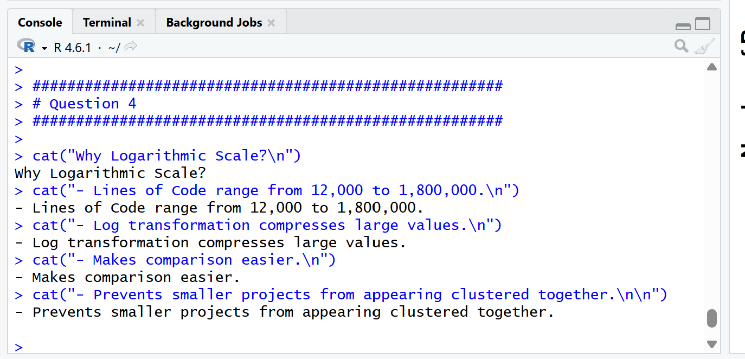 Console Terminal Background Jobs
R 4.6.1 · ~/
>
> ######################################################
> # Question 4
> ######################################################
>
> cat("Why Logarithmic Scale?\n")
Why Logarithmic Scale?
> cat("- Lines of Code range from 12,000 to 1,800,000.\n")
- Lines of Code range from 12,000 to 1,800,000.
> cat("- Log transformation compresses large values.\n")
- Log transformation compresses large values.
> cat("- Makes comparison easier.\n")
- Makes comparison easier.
> cat("- Prevents smaller projects from appearing clustered together.\n\n")
- Prevents smaller projects from appearing clustered together.
>